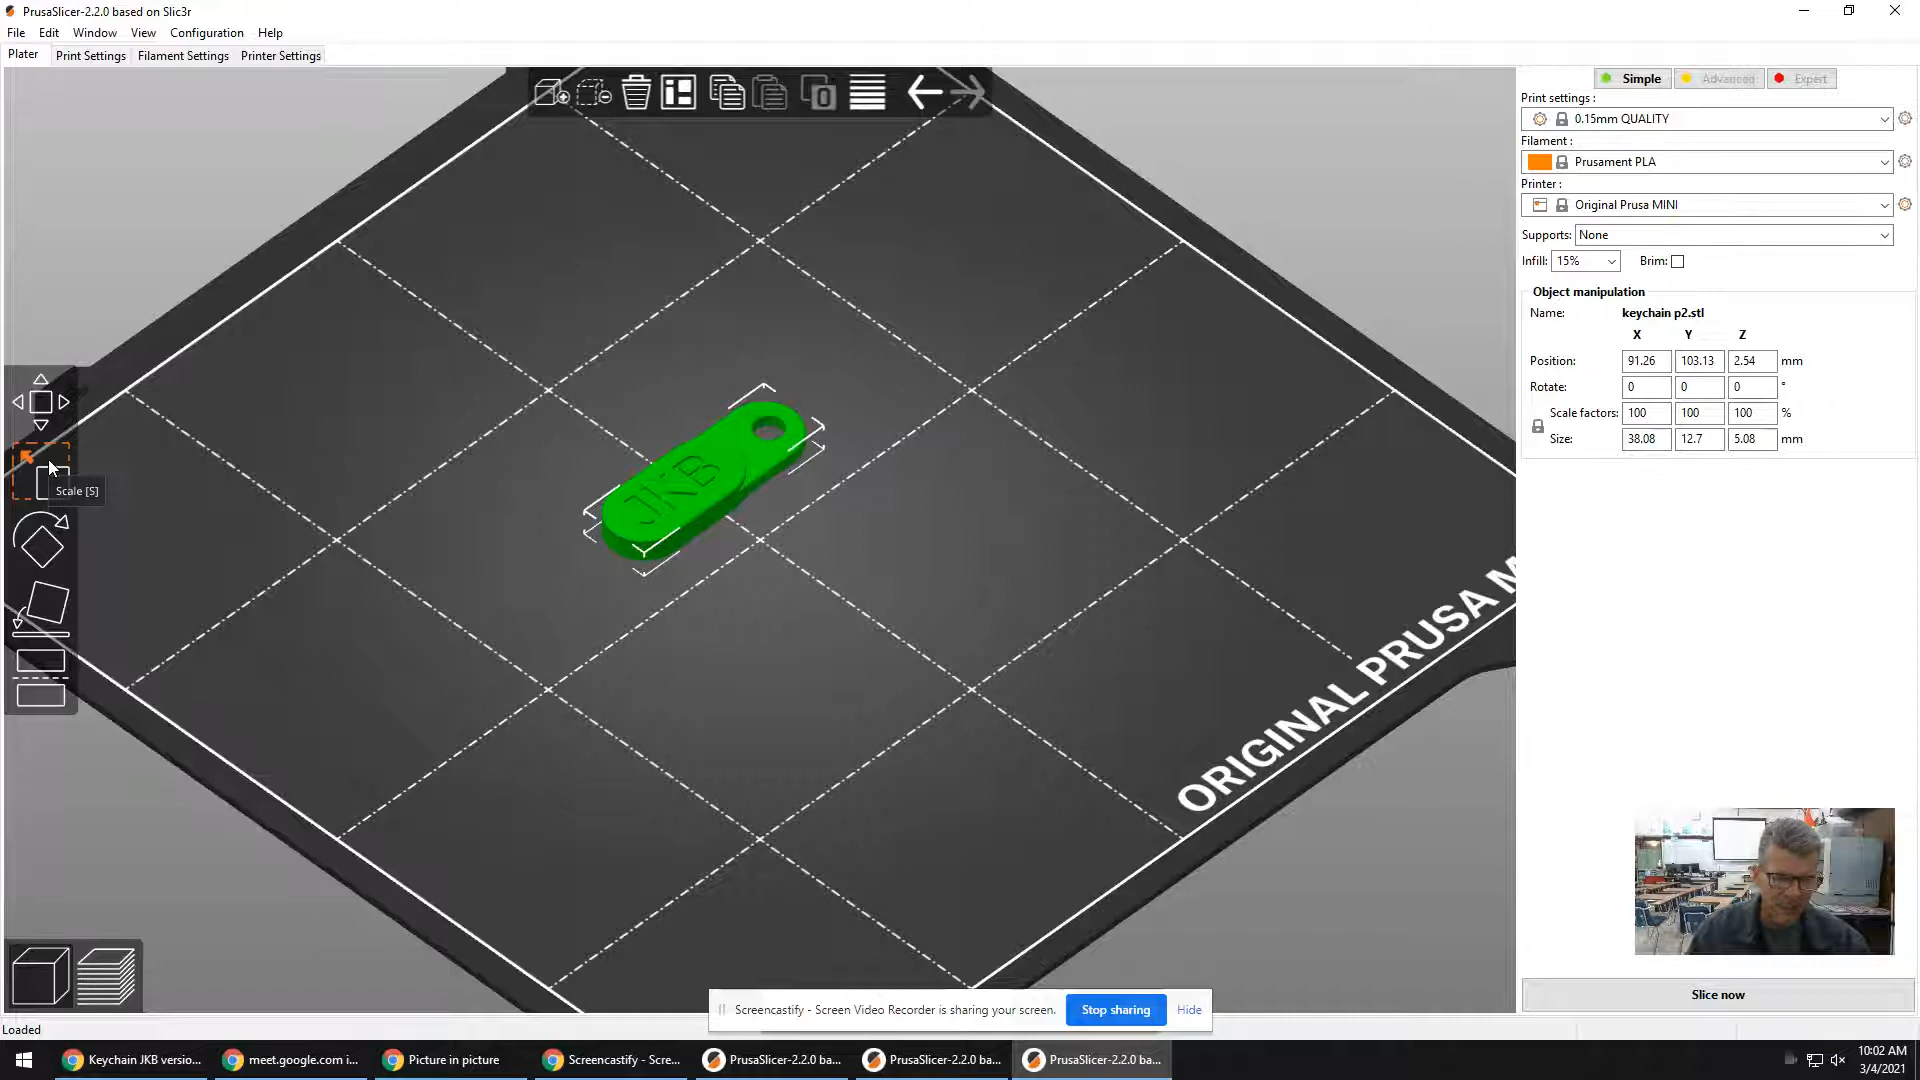 PrusaSlicer-2.2.0 based on Slic3r
File Edit Window View Configuration Help
Plater Print Settings Filament Settings Printer Settings
Simple Advanced Expert
Print settings :
0.15mm QUALITY
Filament :
Prusament PLA
Printer :
Original Prusa MINI
Supports: None
Infill: 15% Brim:
Object manipulation
Name: keychain p2.stl
X Y Z
Position: 91.26 103.13 2.54 mm
Rotate: 0 0 0 °
Scale factors: 100 100 100 %
Size: 38.08 12.7 5.08 mm
JKB
Scale [S]
ORIGINAL PRUSA M
Slice now
Screencastify - Screen Video Recorder is sharing your screen. Stop sharing Hide
Loaded
Keychain JKB versio... meet.google.com i... Picture in picture Screencastify - Scre... PrusaSlicer-2.2.0 ba... PrusaSlicer-2.2.0 ba... PrusaSlicer-2.2.0 ba...
10:02 AM
3/4/2021